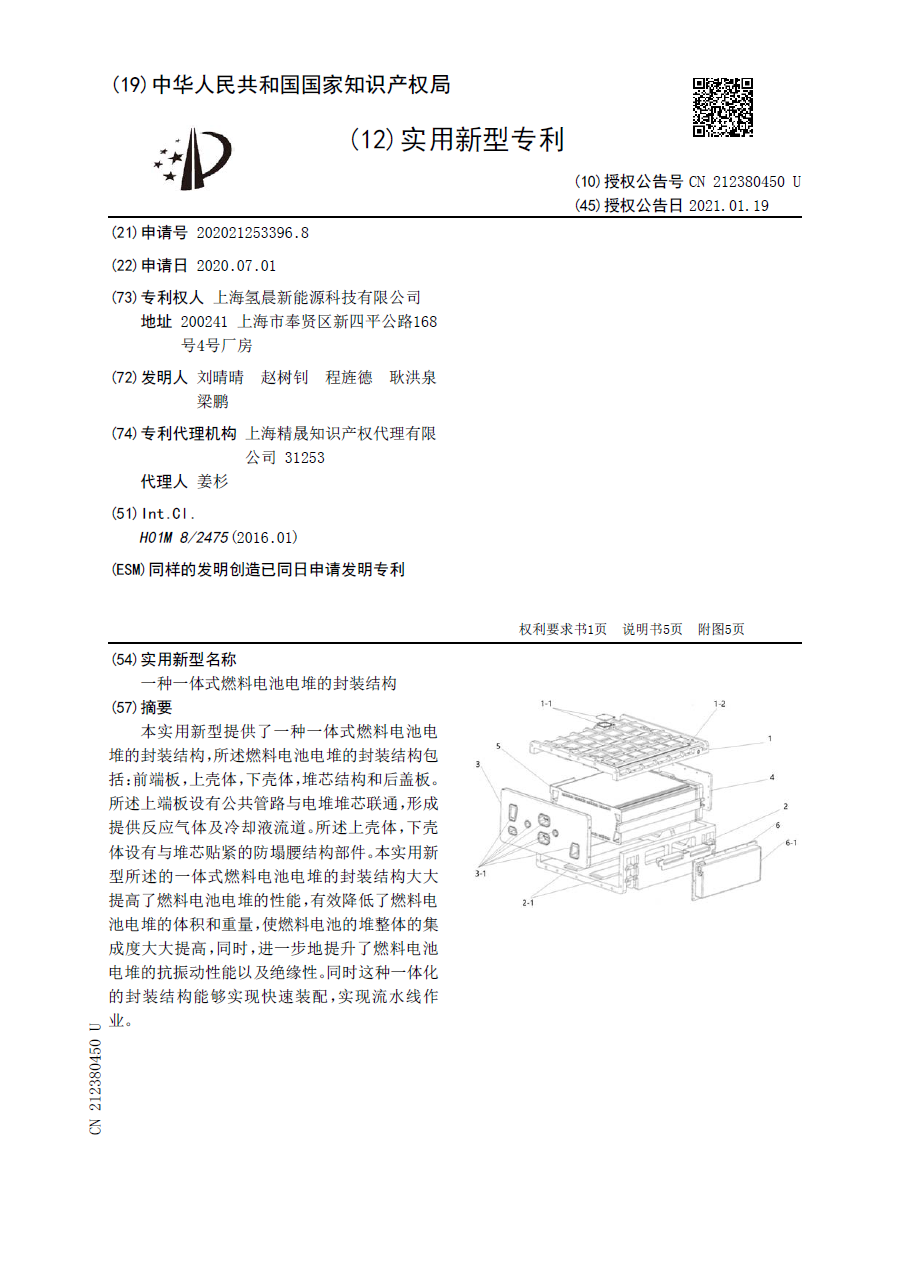 (19)中华人民共和国国家知识产权局
(12)实用新型专利
(10)授权公告号 CN 212380450 U
(45)授权公告日 2021.01.19
(21)申请号 202021253396.8
(22)申请日 2020.07.01
(73)专利权人 上海氢晨新能源科技有限公司
地址 200241 上海市奉贤区新四平公路168
号4号厂房
(72)发明人 刘晴晴 赵树钊 程旌德 耿洪泉
梁鹏
(74)专利代理机构 上海精晟知识产权代理有限
公司 31253
代理人 姜杉
(51)Int.Cl.
H01M 8/2475(2016.01)
(ESM)同样的发明创造已同日申请发明专利
权利要求书1页 说明书5页 附图5页
(54)实用新型名称
一种一体式燃料电池电堆的封装结构
(57)摘要
本实用新型提供了一种一体式燃料电池电
堆的封装结构,所述燃料电池电堆的封装结构包
括:前端板,上壳体,下壳体,堆芯结构和后盖板。
所述上端板设有公共管路与电堆堆芯联通,形成
提供反应气体及冷却液流道。所述上壳体,下壳
体设有与堆芯贴紧的防塌腰结构部件。本实用新
型所述的一体式燃料电池电堆的封装结构大大
提高了燃料电池电堆的性能,有效降低了燃料电
池电堆的体积和重量,使燃料电池的堆整体的集
成度大大提高,同时,进一步地提升了燃料电池
电堆的抗振动性能以及绝缘性。同时这种一体化
的封装结构能够实现快速装配,实现流水线作
业。
1-1
1-2
1
5
3
4
2
6
6-1
3-1
2-1
CN 212380450 U